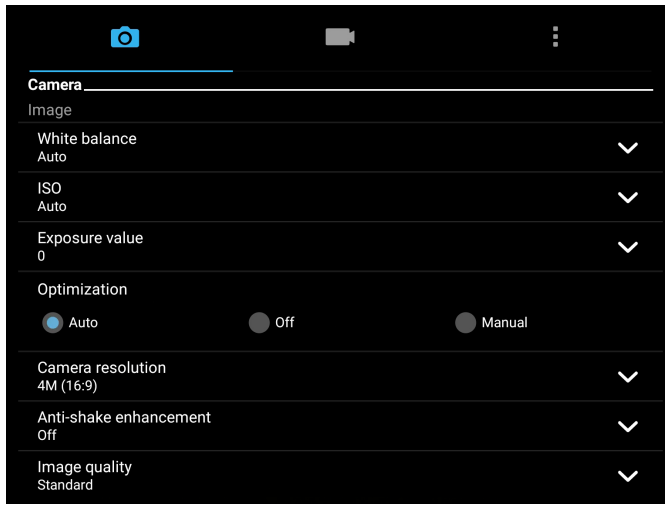 Camera
Image
White balance
Auto
ISO
Auto
Exposure value
0
Optimization
Auto Off Manual
Camera resolution
4M (16:9)
Anti-shake enhancement
Off
Image quality
Standard